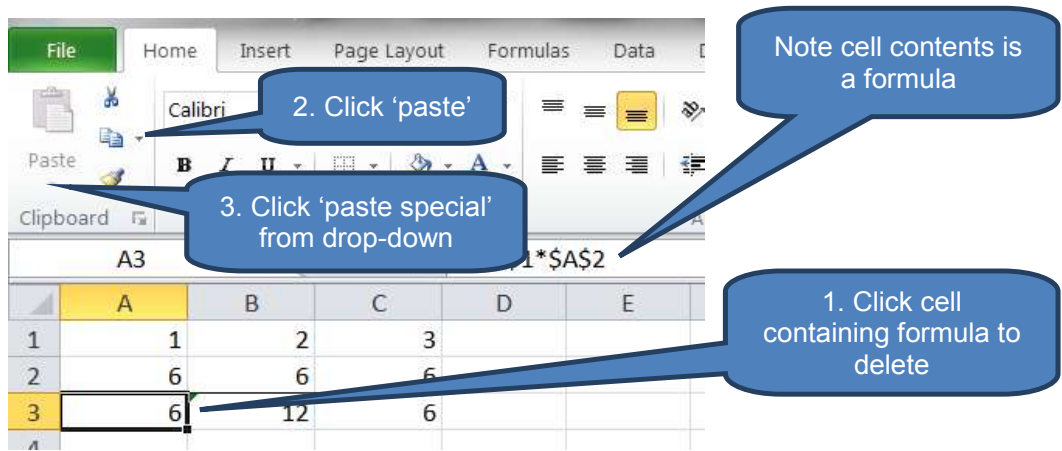 File Home Insert Page Layout Formulas Data
Note cell contents is
a formula
Calibri
2. Click ‘paste’
Paste
B I U A
3. Click ‘paste special’
from drop-down
Clipboard
A3
1*$A$2
A B C D E
1. Click cell
containing formula to
delete
1 1 2 3
2 6 6 6
3 6 12 6